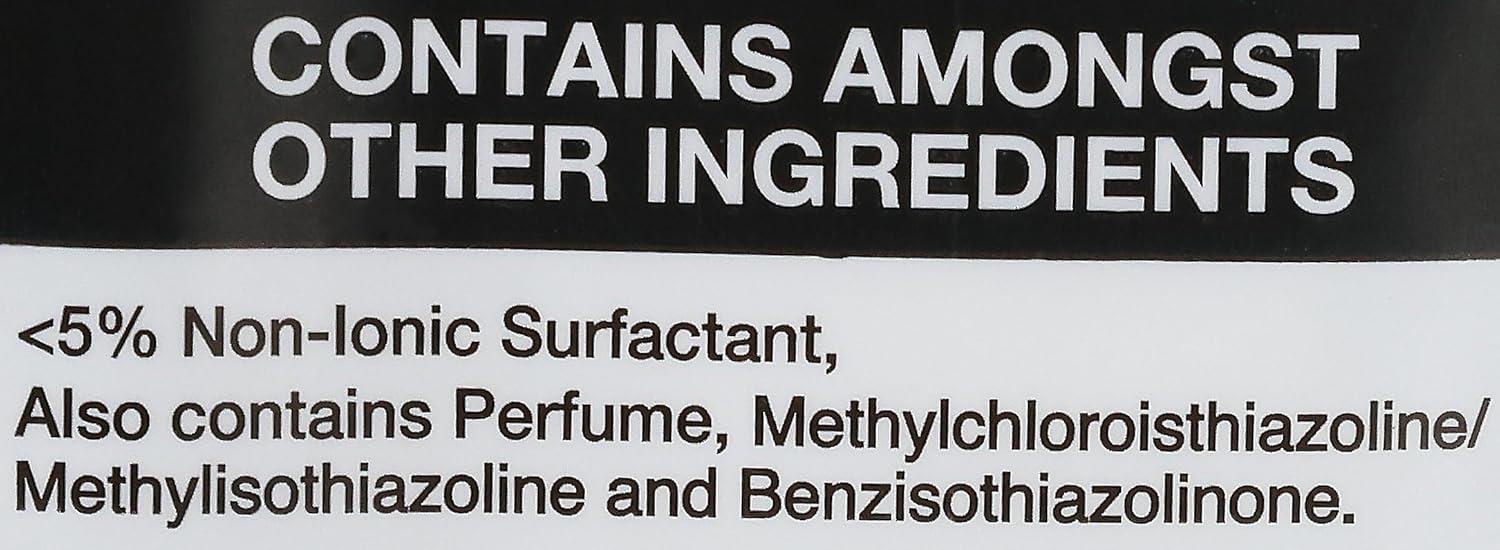 CONTAINS AMONGST
OTHER INGREDIENTS
<5% Non-Ionic Surfactant,
Also contains Perfume, Methylchloroisthiazoline/
Methylisothiazoline and Benzisothiazolinone.